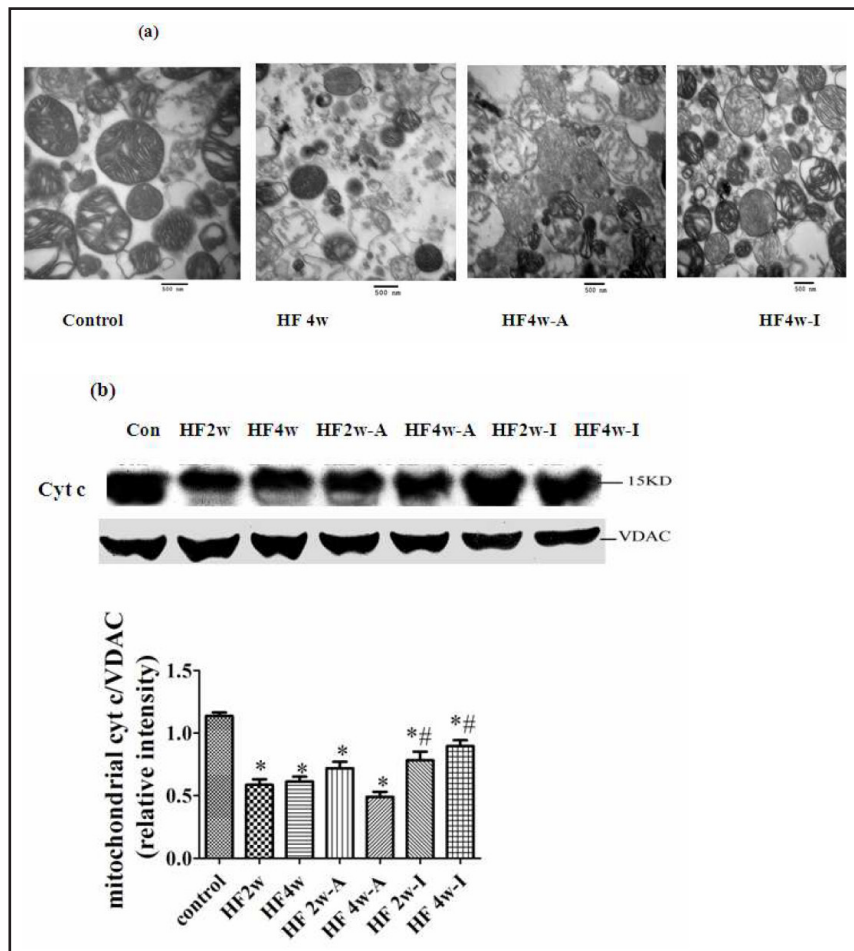 (a)
500 nm 500 nm 500 nm 500 nm
Control HF 4w HF4w-A HF4w-I
(b)
Con HF2w HF4w HF2w-A HF4w-A HF2w-I HF4w-I
Cyt c 15KD
VDAC
mitochondrial cyt c/VDAC
(relative intensity)
1.5
1.0
0.5
0.0
* * * * *# *#
control HF2w HF4w HF 2w-A HF 4w-A HF 2w-I HF 4w-I